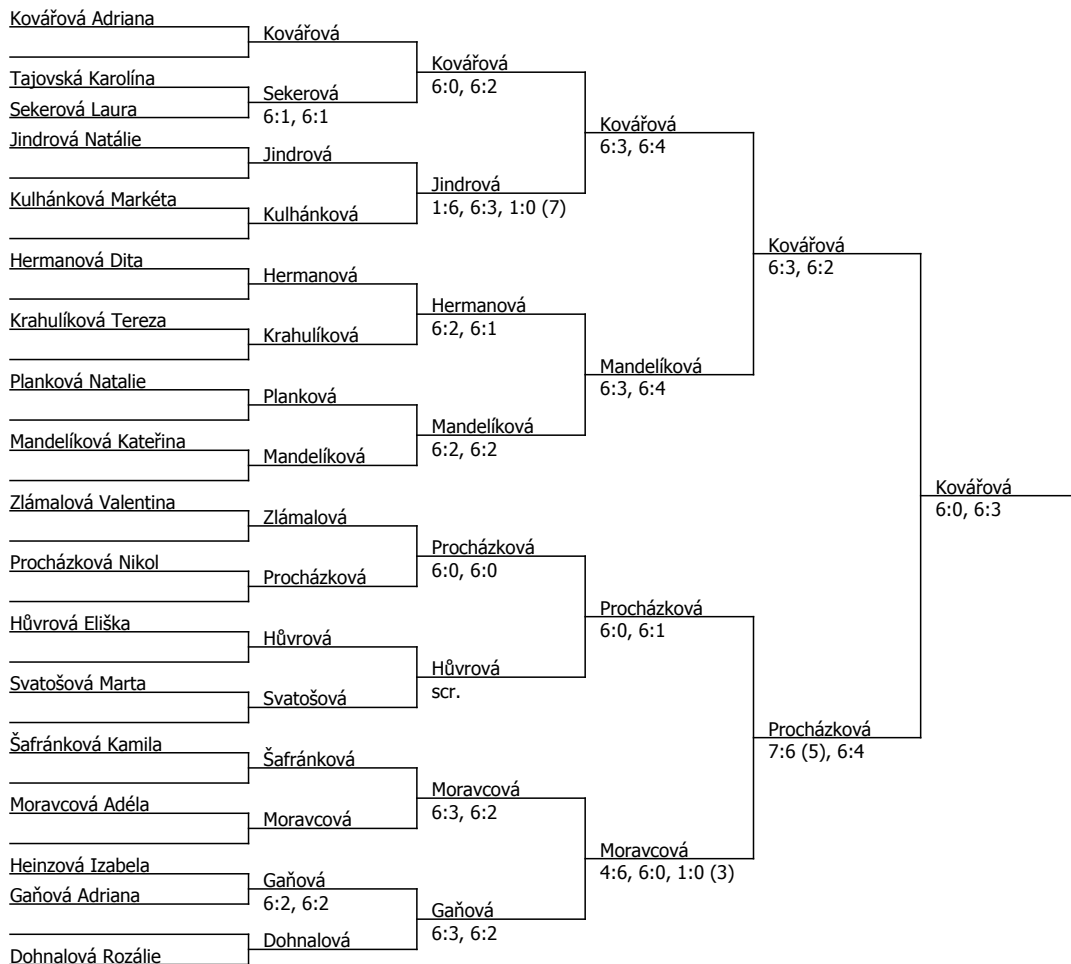 Kovářová Adriana
Tajovská Karolína
Sekerová Laura
Jindrová Natálie
Kulhánková Markéta
Hermanová Dita
Krahulíková Tereza
Planková Natalie
Mandelíková Kateřina
Zlámalová Valentina
Procházková Nikol
Hůvrová Eliška
Svatošová Marta
Šafránková Kamila
Moravcová Adéla
Heinzová Izabela
Gaňová Adriana
Dohnalová Rozálie
Kovářová
Sekerová
6:1, 6:1
Jindrová
Kulhánková
Hermanová
Krahulíková
Planková
Mandelíková
Zlámalová
Procházková
Hůvrová
Svatošová
Šafránková
Moravcová
Gaňová
6:2, 6:2
Dohnalová
Kovářová
6:0, 6:2
Jindrová
1:6, 6:3, 1:0 (7)
Hermanová
6:2, 6:1
Mandelíková
6:2, 6:2
Procházková
6:0, 6:0
Hůvrová
scr.
Moravcová
6:3, 6:2
Gaňová
6:3, 6:2
Kovářová
6:3, 6:4
Mandelíková
6:3, 6:4
Procházková
6:0, 6:1
Moravcová
4:6, 6:0, 1:0 (3)
Kovářová
6:3, 6:2
Procházková
7:6 (5), 6:4
Kovářová
6:0, 6:3